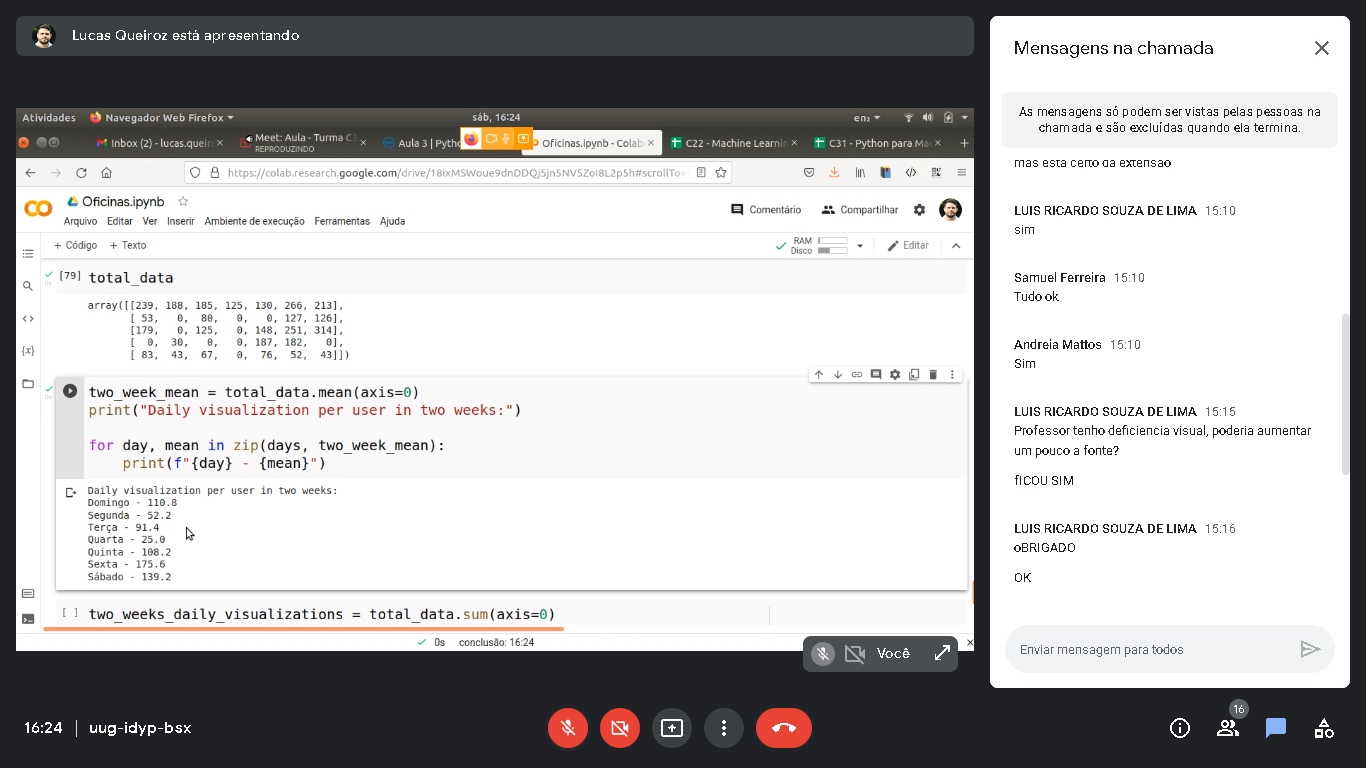 Lucas Queiroz está apresentando
Atividades
Navegador Web Firefox
sáb, 16:24
en₂
Inbox (2) - lucas.queir
Meet: Aula - Turma C3
REPRODUZINDO
Aula 3 | Pytho
Oficinas.ipynb - Colab
C22 - Machine Learnin
C31 - Python para Ma
https://colab.research.google.com/drive/18ixMSWoue9dnDDQj5jn5NV5ZoI8L2p5h#scrollTo=
Oficinas.ipynb
Comentário
Compartilhar
Arquivo Editar Ver Inserir Ambiente de execução Ferramentas Ajuda
+ Código + Texto
RAM
Disco
Editar
[79] total_data
array([[239, 188, 185, 125, 130, 266, 213],
[ 53, 0, 80, 0, 0, 127, 126],
[179, 0, 125, 0, 148, 251, 314],
[ 0, 30, 0, 0, 187, 182, 0],
[ 83, 43, 67, 0, 76, 52, 43]])
two_week_mean = total_data.mean(axis=0)
print("Daily visualization per user in two weeks:")
for day, mean in zip(days, two_week_mean):
print(f"{day} - {mean}")
Daily visualization per user in two weeks:
Domingo - 110.8
Segunda - 52.2
Terça - 91.4
Quarta - 25.0
Quinta - 108.2
Sexta - 175.6
Sábado - 139.2
[ ] two_weeks_daily_visualizations = total_data.sum(axis=0)
0s conclusão: 16:24
Você
16:24 | uug-idyp-bsx
Mensagens na chamada
As mensagens só podem ser vistas pelas pessoas na
chamada e são excluídas quando ela termina.
mas esta certo da extensao
LUIS RICARDO SOUZA DE LIMA 15:10
sim
Samuel Ferreira 15:10
Tudo ok
Andreia Mattos 15:10
Sim
LUIS RICARDO SOUZA DE LIMA 15:15
Professor tenho deficiencia visual, poderia aumentar
um pouco a fonte?
fICOU SIM
LUIS RICARDO SOUZA DE LIMA 15:16
oBRIGADO
OK
Enviar mensagem para todos
16